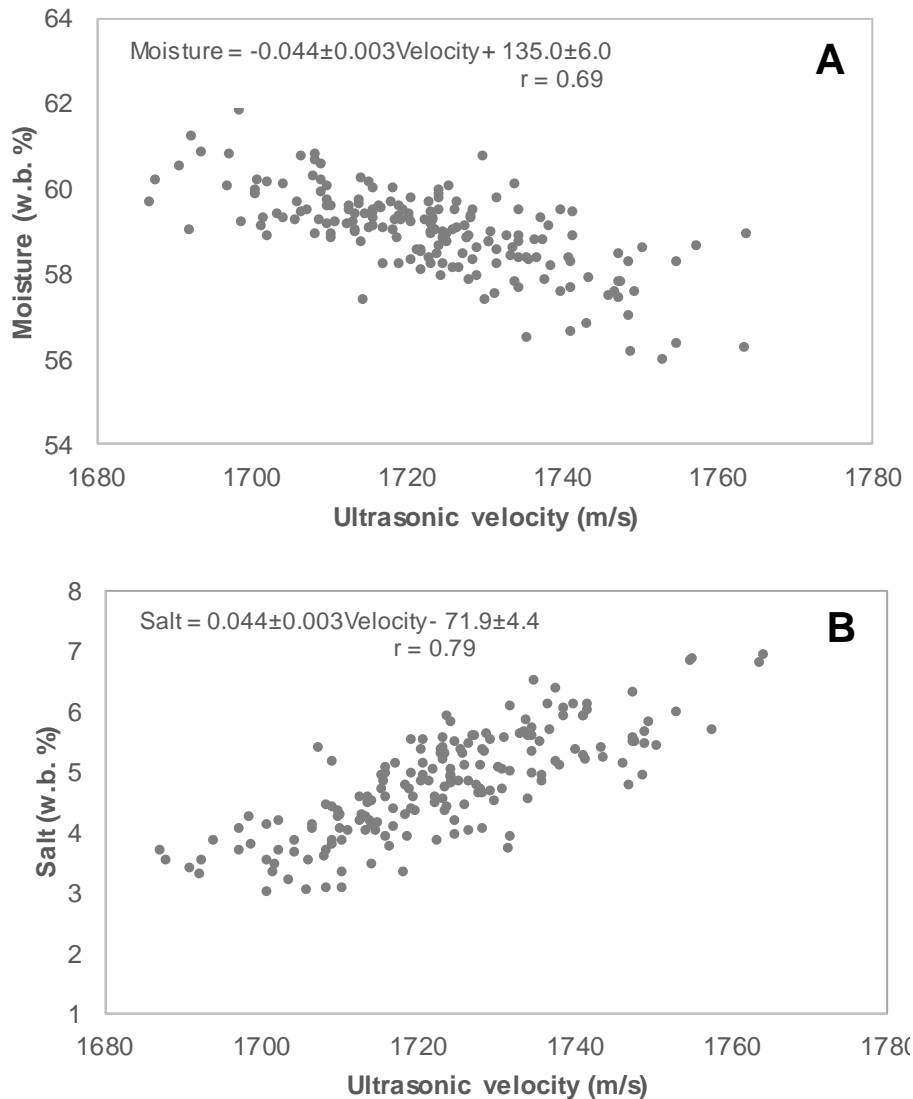 64
62
60
58
56
54
Moisture (w.b. %)
Moisture = -0.044±0.003Velocity + 135.0±6.0
r = 0.69
A
1680 1700 1720 1740 1760 1780
Ultrasonic velocity (m/s)
8
7
6
5
4
3
2
1
Salt (w.b. %)
Salt = 0.044±0.003Velocity - 71.9±4.4
r = 0.79
B
1680 1700 1720 1740 1760 1780
Ultrasonic velocity (m/s)